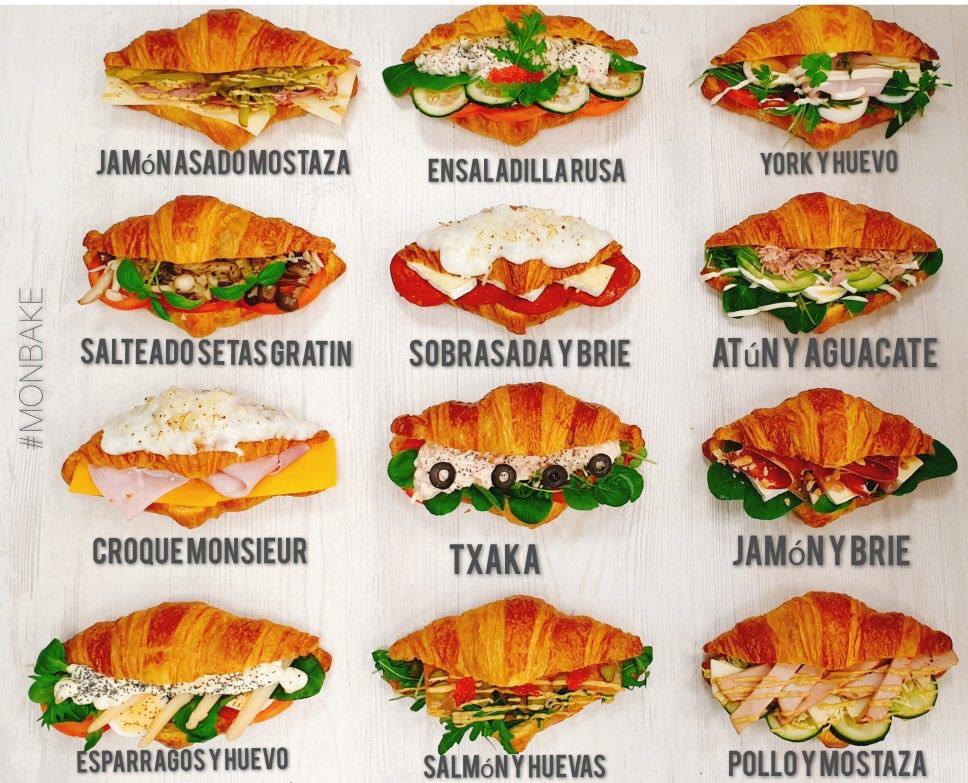 JAMóN ASADO MOSTAZA
ENSALADILLA RUSA
YORK Y HUEVO
SALTEADO SETAS GRATIN
SOBRASADA Y BRIE
ATúN Y AGUACATE
#MONBAKE
CROQUE MONSIEUR
TXAKA
JAMóN Y BRIE
ESPARRAGOS Y HUEVO
SALMóN Y HUEVAS
POLLO Y MOSTAZA